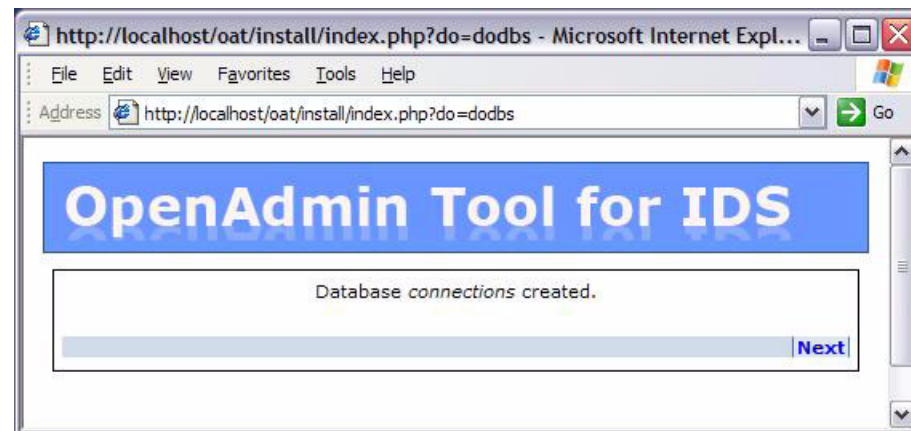 http://localhost/oat/install/index.php?do=dodbs - Microsoft Internet Expl...
File Edit View Favorites Tools Help
Address http://localhost/oat/install/index.php?do=dodbs Go
OpenAdmin Tool for IDS
Database connections created.
Next